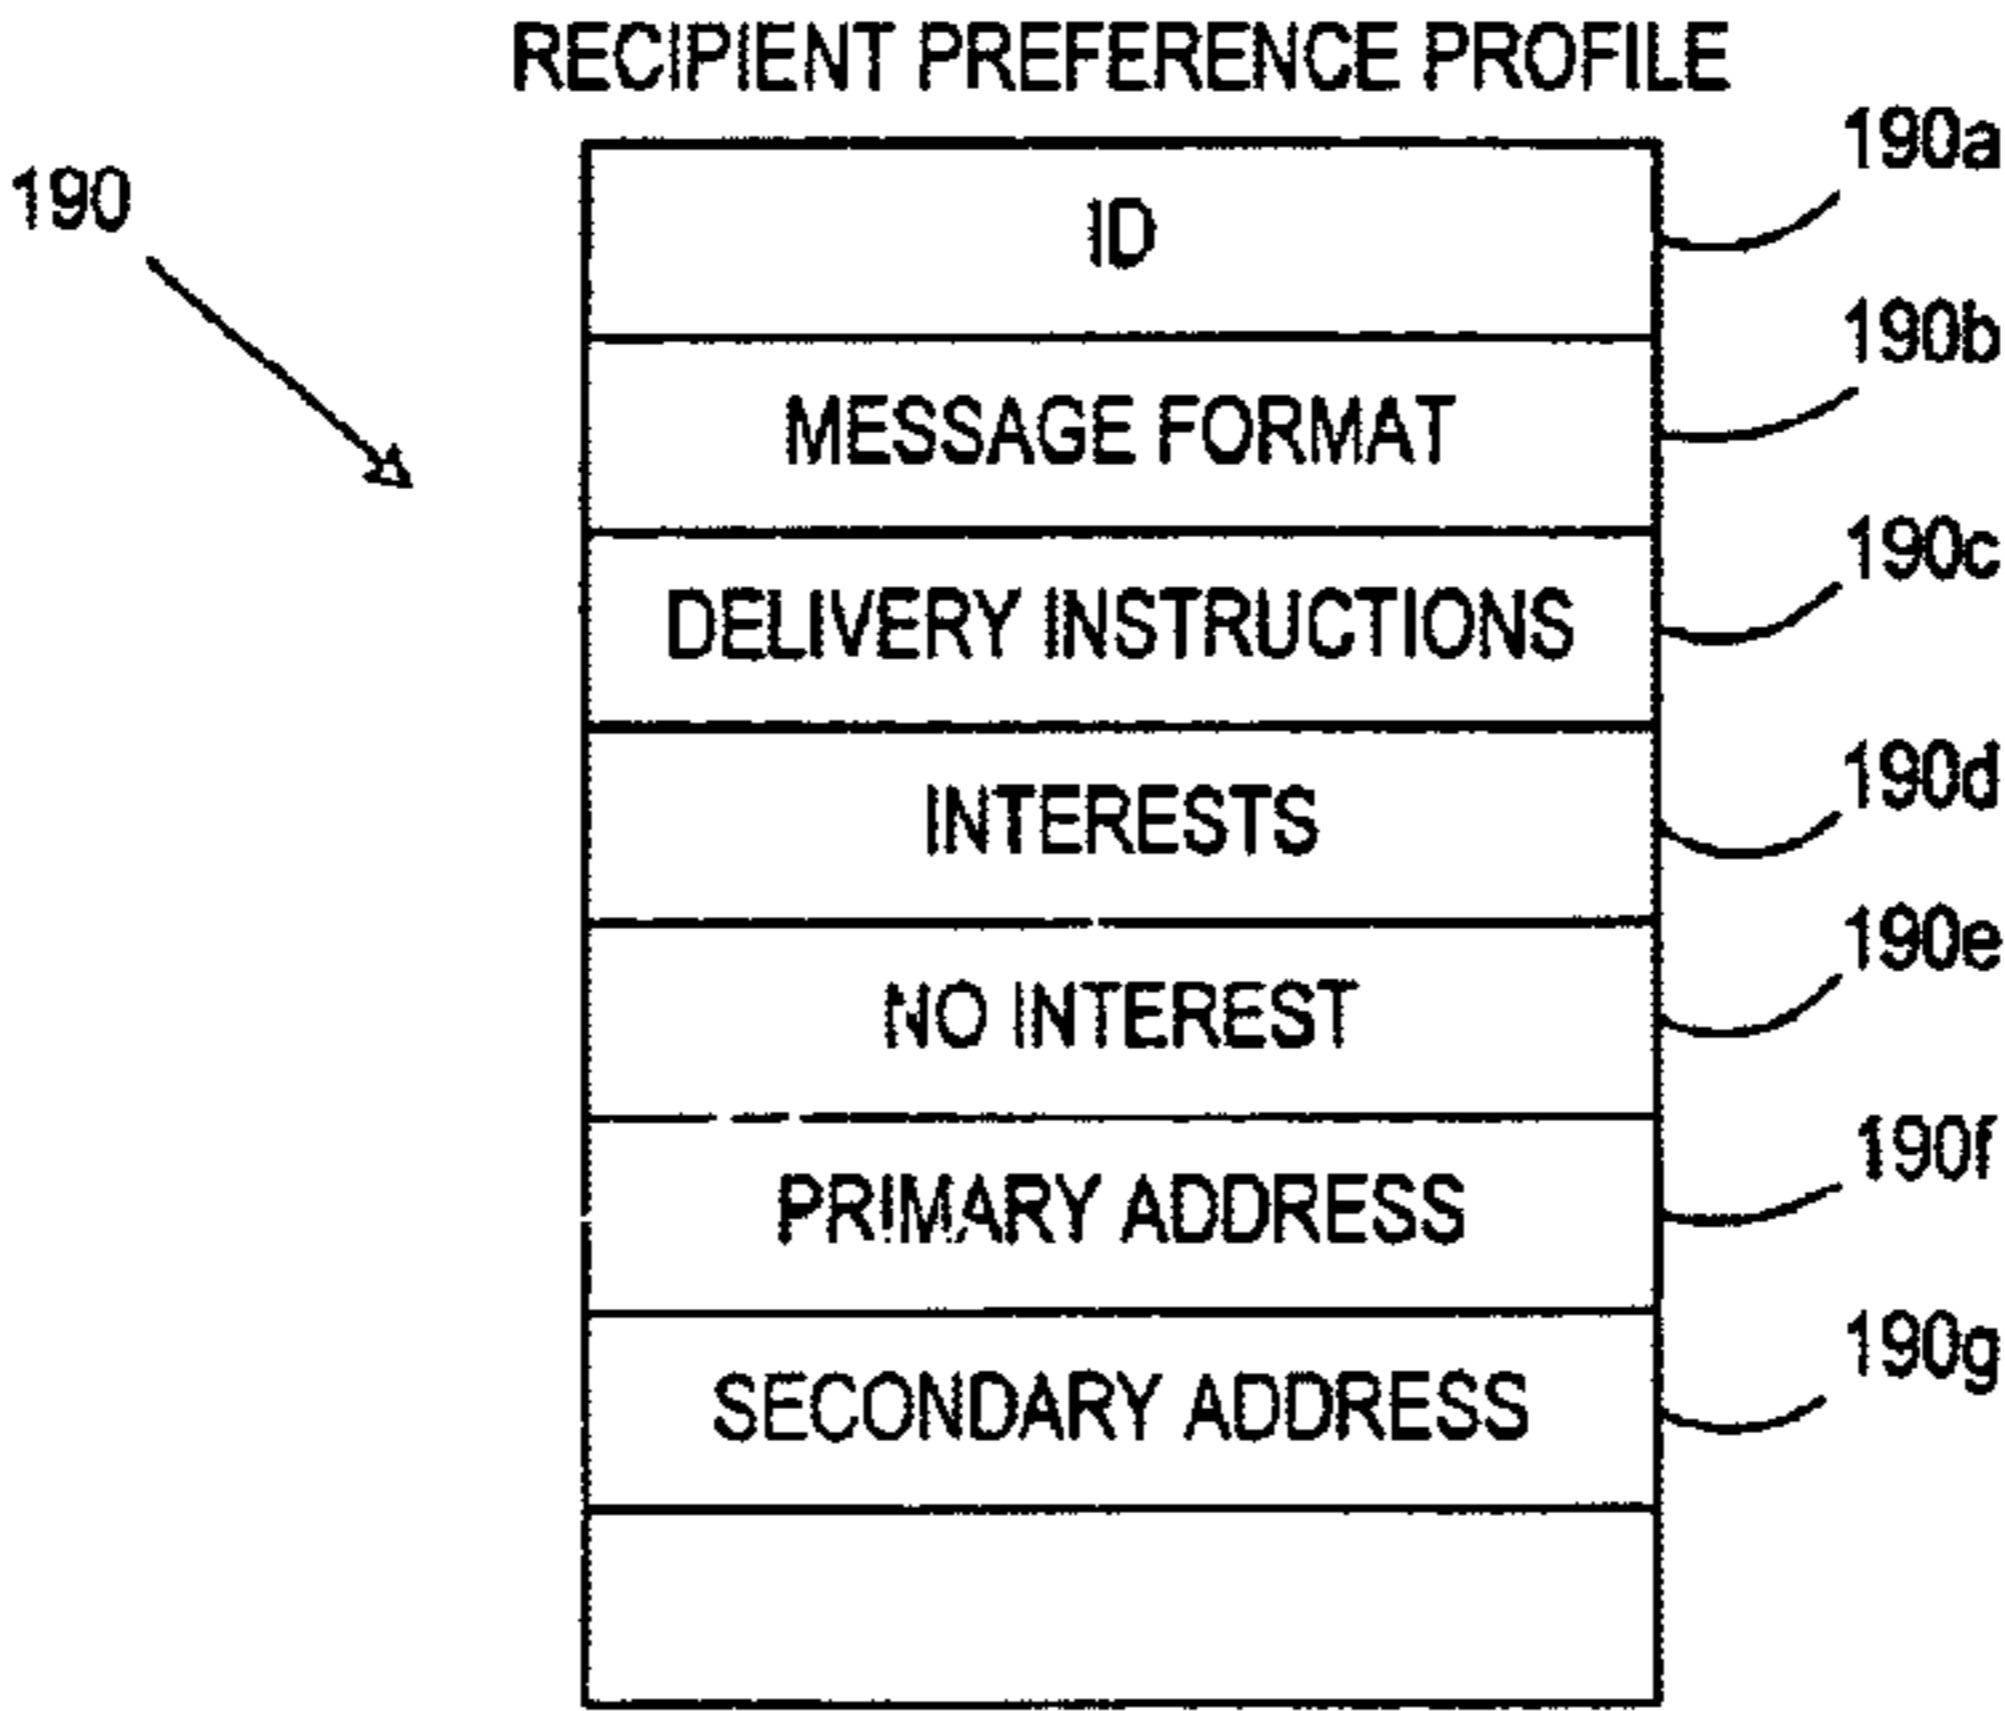 RECIPIENT PREFERENCE PROFILE
190
ID
190a
MESSAGE FORMAT
190b
DELIVERY INSTRUCTIONS
190c
INTERESTS
190d
NO INTEREST
190e
PRIMARY ADDRESS
190f
SECONDARY ADDRESS
190g